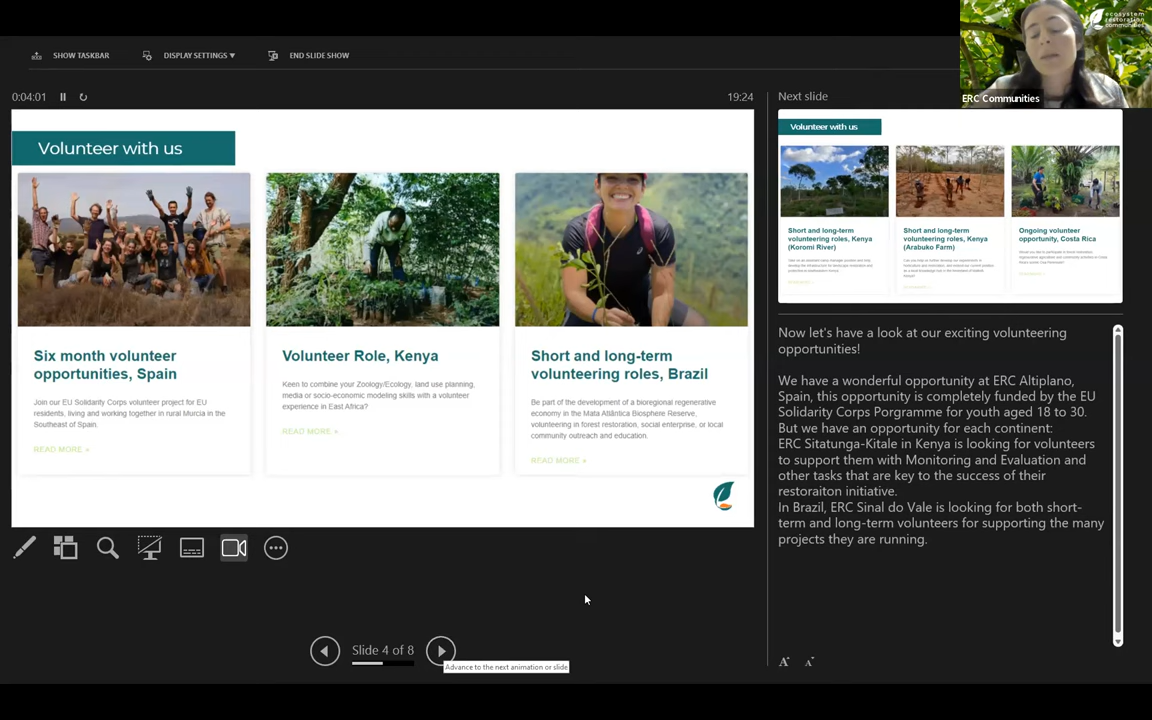 ecosystem
restoration
communities
ERC Communities
SHOW TASKBAR
DISPLAY SETTINGS ▾
END SLIDE SHOW
0:04:01
19:24
Volunteer with us
Six month volunteer
opportunities, Spain
Join our EU Solidarity Corps volunteer project for EU
residents, living and working together in rural Murcia in the
Southeast of Spain.
READ MORE »
Volunteer Role, Kenya
Keen to combine your Zoology/Ecology, land use planning,
media or socio-economic modeling skills with a volunteer
experience in East Africa?
READ MORE »
Short and long-term
volunteering roles, Brazil
Be part of the development of a bioregional regenerative
economy in the Mata Atlântica Biosphere Reserve,
volunteering in forest restoration, social enterprise, or local
community outreach and education.
READ MORE »
Slide 4 of 8
Advance to the next animation or slide
Next slide
Volunteer with us
Short and long-term
volunteering roles, Kenya
(Koromi River)
Short and long-term
volunteering roles, Kenya
(Arabuko Farm)
Ongoing volunteer
opportunity, Costa Rica
Now let's have a look at our exciting volunteering
opportunities!
We have a wonderful opportunity at ERC Altiplano,
Spain, this opportunity is completely funded by the EU
Solidarity Corps Porgramme for youth aged 18 to 30.
But we have an opportunity for each continent:
ERC Sitatunga-Kitale in Kenya is looking for volunteers
to support them with Monitoring and Evaluation and
other tasks that are key to the success of their
restoraiton initiative.
In Brazil, ERC Sinal do Vale is looking for both short-
term and long-term volunteers for supporting the many
projects they are running.
A
A